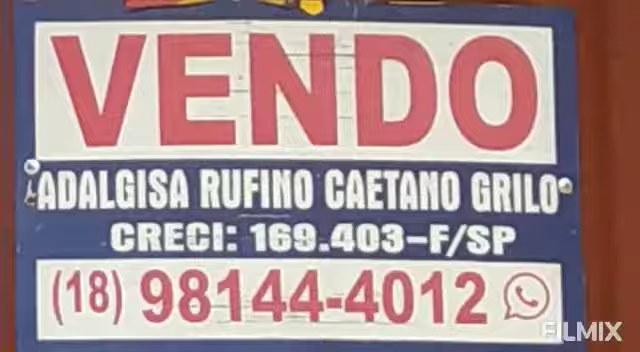 VENDO
ADALGISA RUFINO CAETANO GRILO
CRECI: 169.403-F/SP
(18) 98144-4012
FILMIX